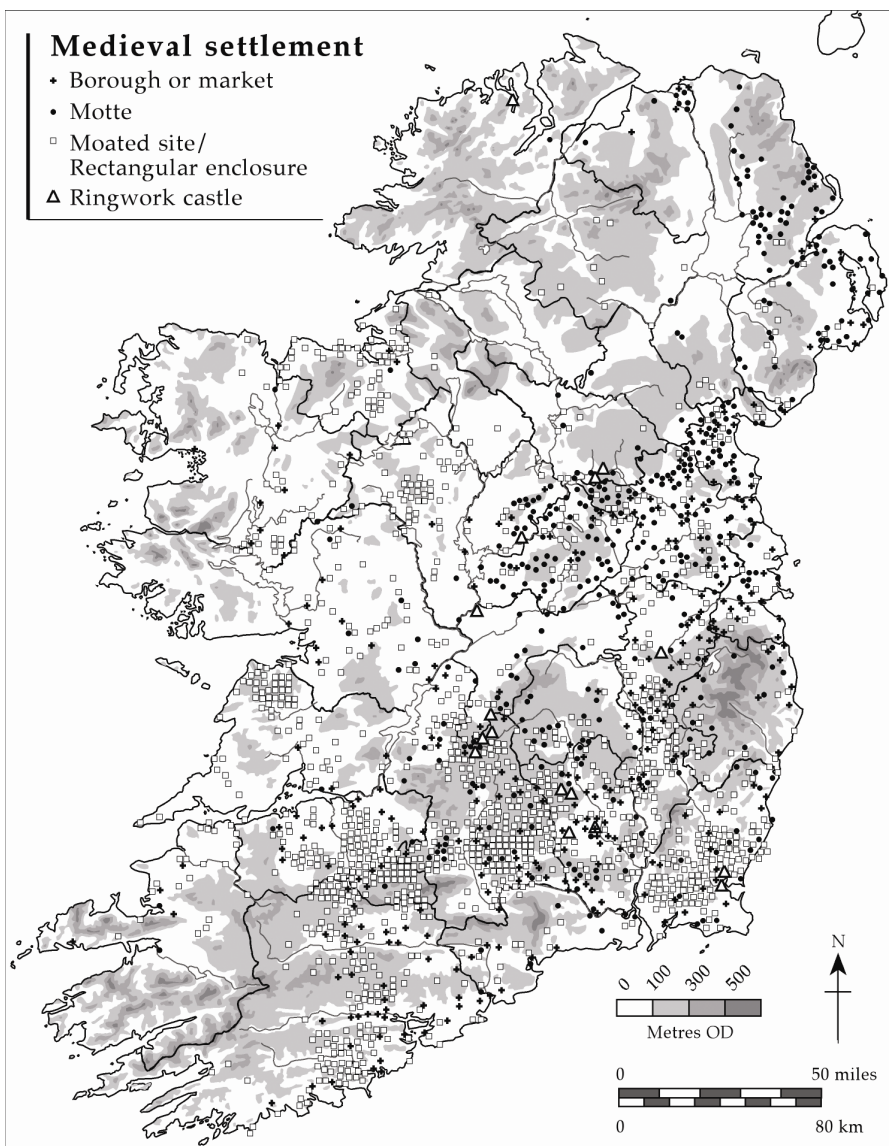 Medieval settlement
Borough or market
Motte
Moated site/
Rectangular enclosure
Ringwork castle
N
0 100 300 500
Metres OD
0 50 miles
0 80 km